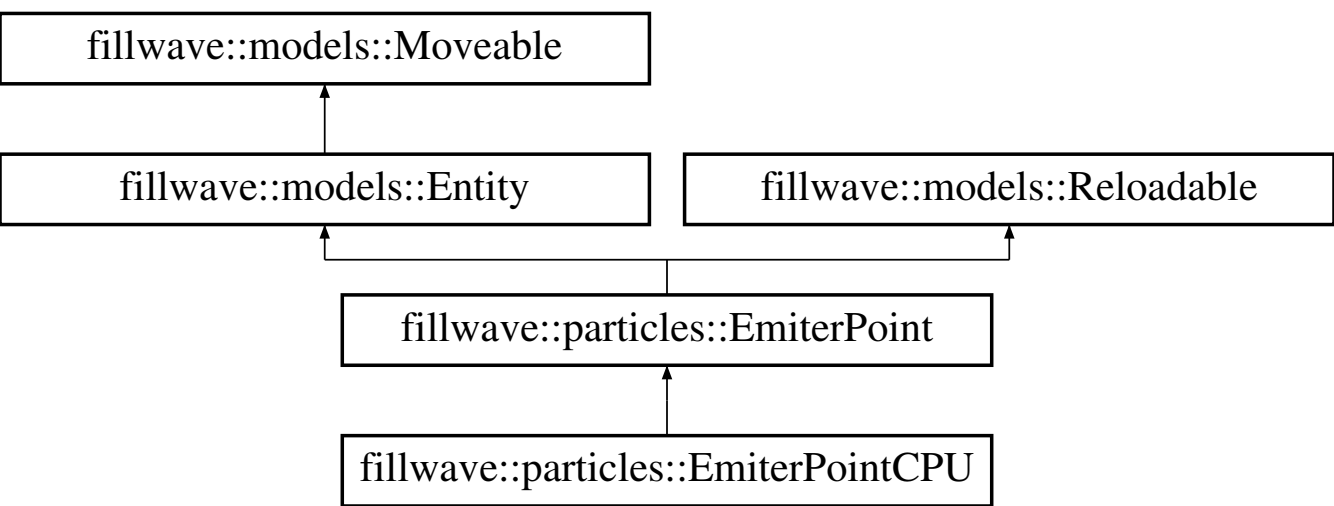 fillwave::models::Moveable
fillwave::models::Entity
fillwave::models::Reloadable
fillwave::particles::EmiterPoint
fillwave::particles::EmiterPointCPU